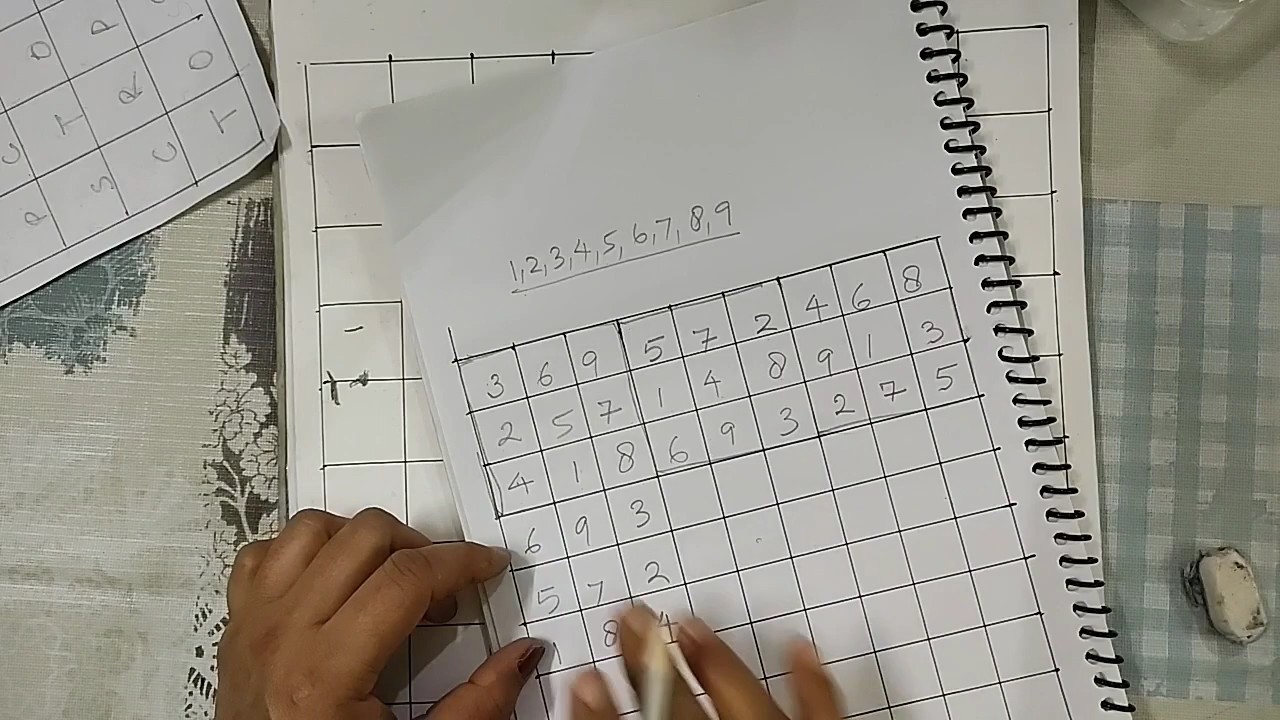 1,2,3,4,5,6,7,8,9
3 6 9 5 7 2 4 6 8
2 5 7 1 4 8 9 1 3
4 1 8 6 9 3 2 7 5
6 9 3
5 7 2
1 8 4
O P
T R O
C S C T
P